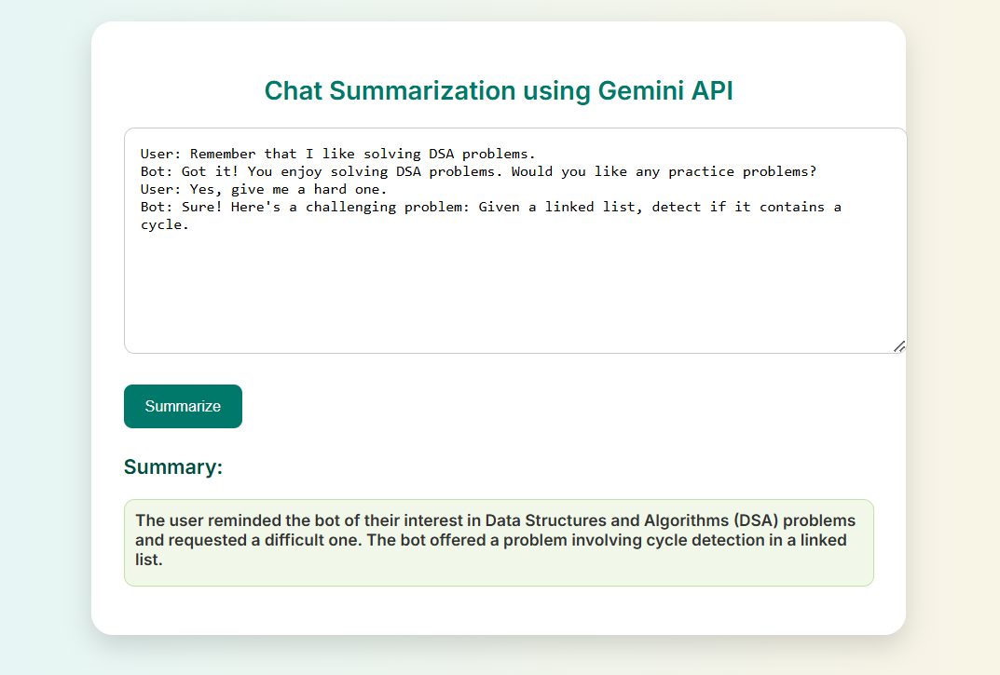 Chat Summarization using Gemini API
User: Remember that I like solving DSA problems.
Bot: Got it! You enjoy solving DSA problems. Would you like any practice problems?
User: Yes, give me a hard one.
Bot: Sure! Here's a challenging problem: Given a linked list, detect if it contains a
cycle.
Summarize
Summary:
The user reminded the bot of their interest in Data Structures and Algorithms (DSA) problems
and requested a difficult one. The bot offered a problem involving cycle detection in a linked
list.